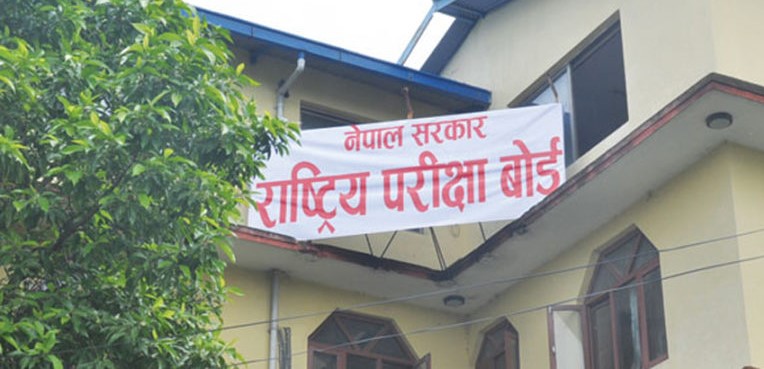 नेपाल सरकार
राष्ट्रिय परीक्षा बोर्ड